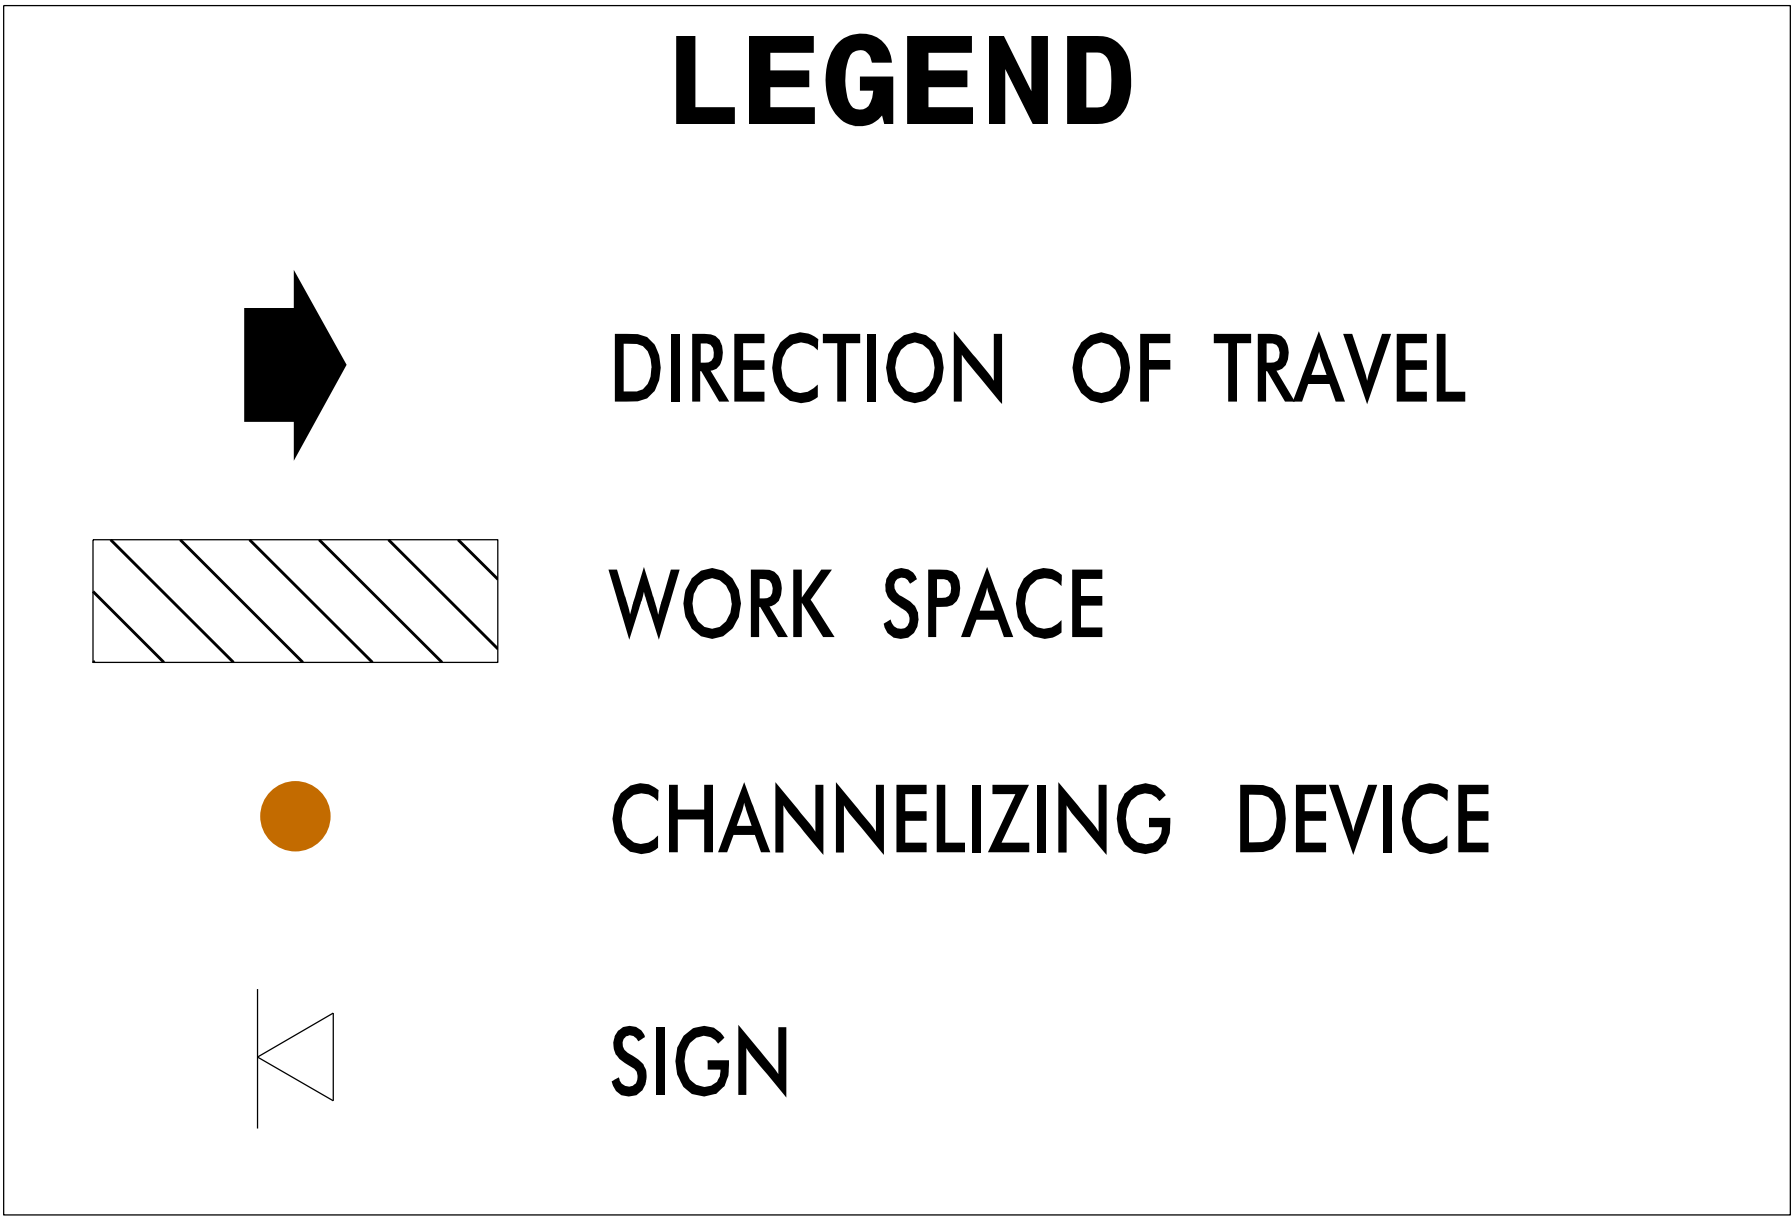 LEGEND
DIRECTION OF TRAVEL
WORK SPACE
CHANNELIZING DEVICE
SIGN